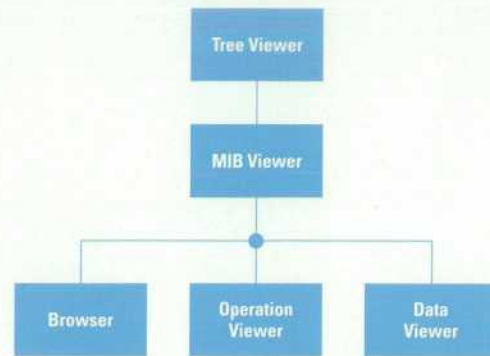 Tree Viewer
MIB Viewer
Browser
Operation
Viewer
Data
Viewer